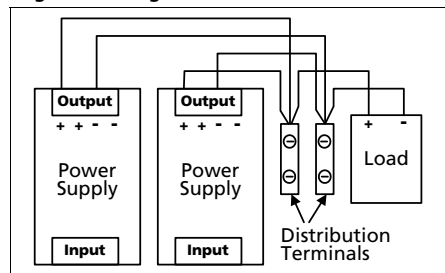 Output
+ + - -
Power
Supply
Input
Output
+ + - -
Power
Supply
Input
+ -
Load
Distribution
Terminals